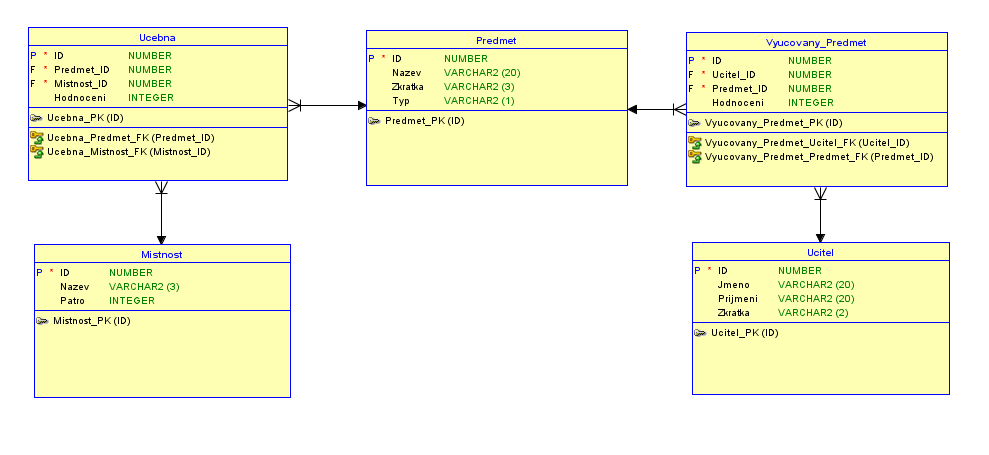 Ucebna
P * ID NUMBER
F * Predmet_ID NUMBER
F * Mistnost_ID NUMBER
Hodnoceni INTEGER
Ucebna_PK (ID)
Ucebna_Predmet_FK (Predmet_ID)
Ucebna_Mistnost_FK (Mistnost_ID)
Predmet
P * ID NUMBER
Nazev VARCHAR2 (20)
Zkratka VARCHAR2 (3)
Typ VARCHAR2 (1)
Predmet_PK (ID)
Vyucovany_Predmet
P * ID NUMBER
F * Ucitel_ID NUMBER
F * Predmet_ID NUMBER
Hodnoceni INTEGER
Vyucovany_Predmet_PK (ID)
Vyucovany_Predmet_Ucitel_FK (Ucitel_ID)
Vyucovany_Predmet_Predmet_FK (Predmet_ID)
Mistnost
P * ID NUMBER
Nazev VARCHAR2 (3)
Patro INTEGER
Mistnost_PK (ID)
Ucitel
P * ID NUMBER
Jmeno VARCHAR2 (20)
Prijmeni VARCHAR2 (20)
Zkratka VARCHAR2 (2)
Ucitel_PK (ID)